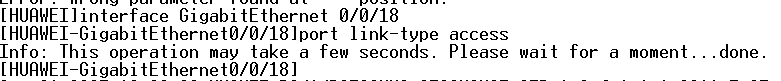 [HUAWEI]interface GigabitEthernet 0/0/18
[HUAWEI-GigabitEthernet0/0/18]port link-type access
Info: This operation may take a few seconds. Please wait for a moment...done.
[HUAWEI-GigabitEthernet0/0/18]